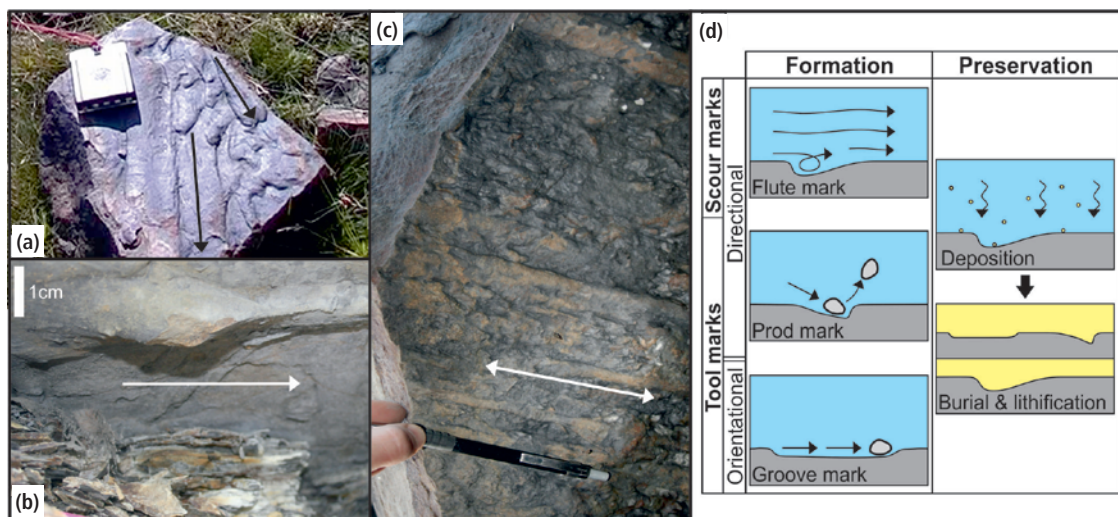 (a)
1cm
(b)
(c)
(d)
Formation
Preservation
Scour marks
Tool marks
Directional
Orientational
Flute mark
Prod mark
Groove mark
Deposition
Burial & lithification